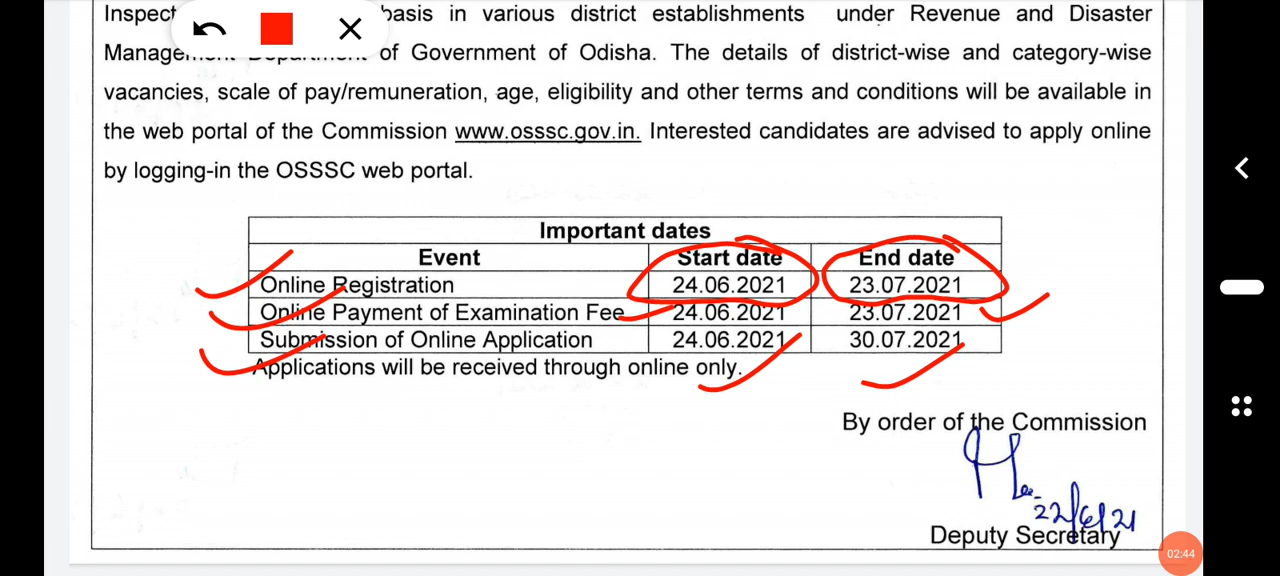 Inspect basis in various district establishments under Revenue and Disaster
Management Department of Government of Odisha. The details of district-wise and category-wise
vacancies, scale of pay/remuneration, age, eligibility and other terms and conditions will be available in
the web portal of the Commission www.osssc.gov.in. Interested candidates are advised to apply online
by logging-in the OSSSC web portal.
Important dates
Event Start date End date
Online Registration 24.06.2021 23.07.2021
Online Payment of Examination Fee 24.06.2021 23.07.2021
Submission of Online Application 24.06.2021 30.07.2021
Applications will be received through online only.
By order of the Commission
22/6/21
Deputy Secretary
02:44